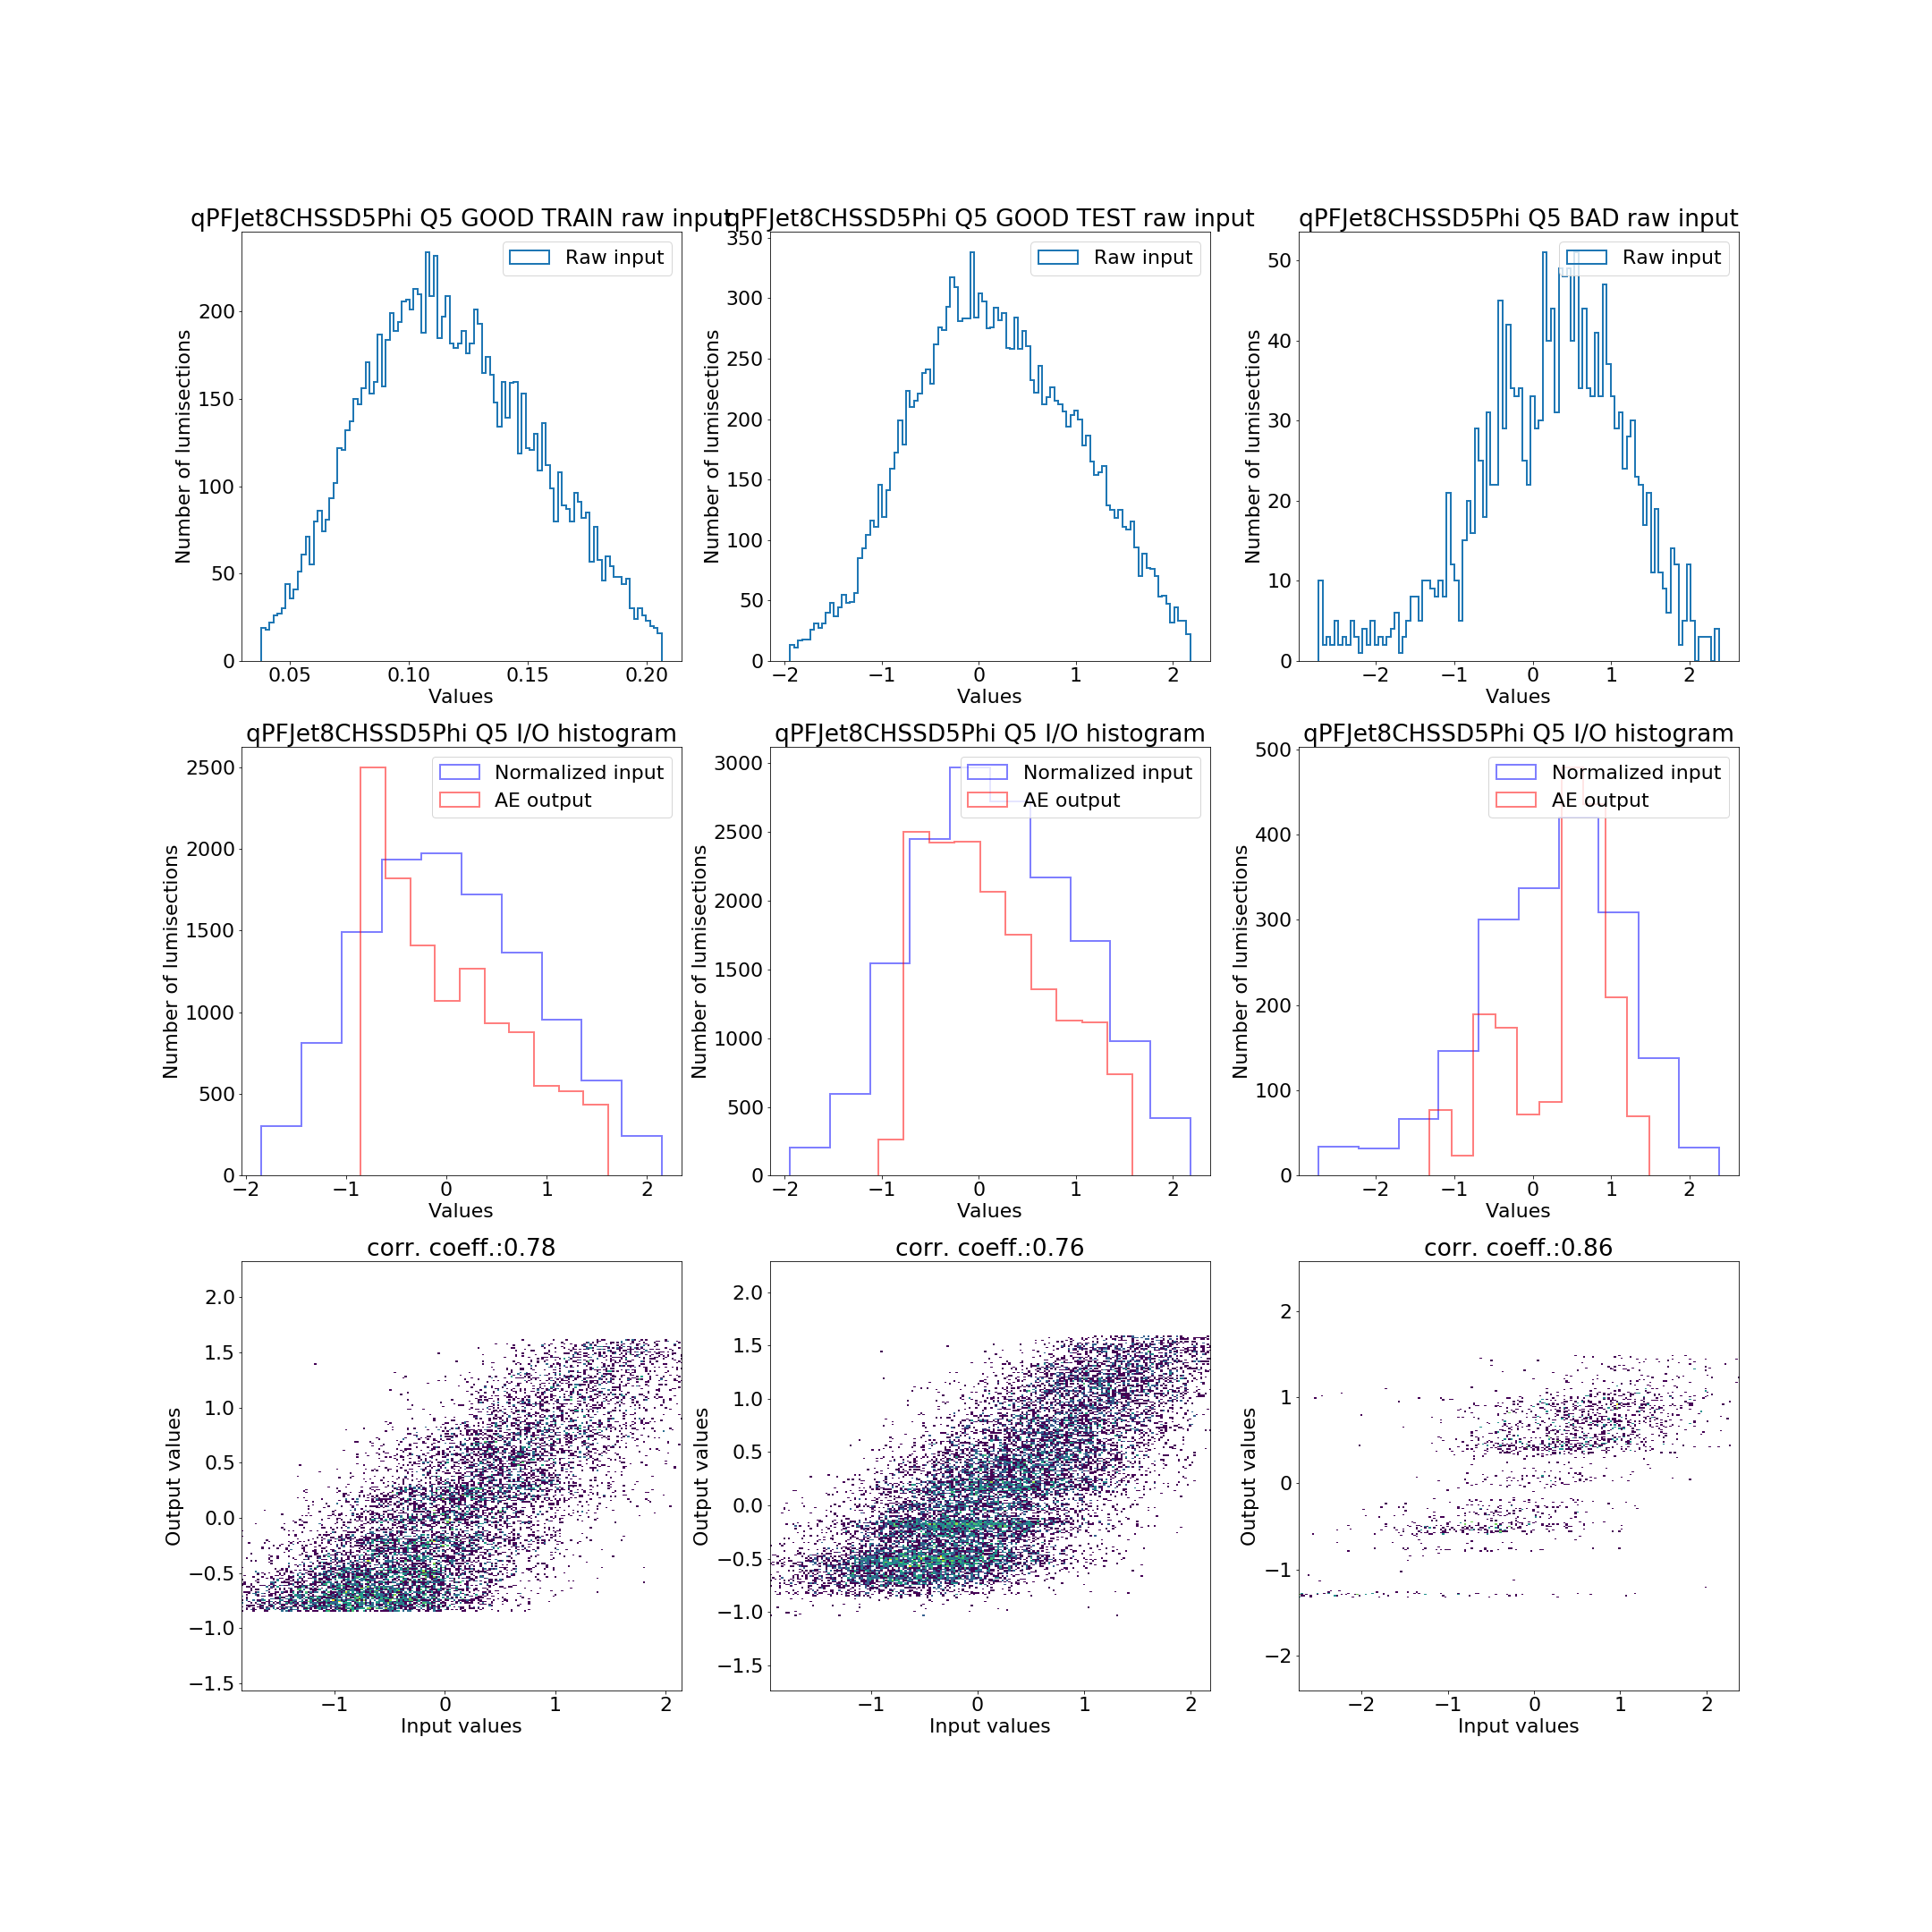 qPFJet8CHSSD5Phi Q5 GOOD TRAIN raw input
Number of lumisections
200
150
100
50
0
Raw input
0.05 0.10 0.15 0.20
Values
qPFJet8CHSSD5Phi Q5 GOOD TEST raw input
Number of lumisections
350
300
250
200
150
100
50
0
Raw input
−2 −1 0 1 2
Values
qPFJet8CHSSD5Phi Q5 BAD raw input
Number of lumisections
50
40
30
20
10
0
Raw input
−2 −1 0 1 2
Values
qPFJet8CHSSD5Phi Q5 I/O histogram
Number of lumisections
2500
2000
1500
1000
500
0
Normalized input
AE output
−2 −1 0 1 2
Values
qPFJet8CHSSD5Phi Q5 I/O histogram
Number of lumisections
3000
2500
2000
1500
1000
500
0
Normalized input
AE output
−2 −1 0 1 2
Values
qPFJet8CHSSD5Phi Q5 I/O histogram
Number of lumisections
500
400
300
200
100
0
Normalized input
AE output
−2 −1 0 1 2
Values
corr. coeff.:0.78
Output values
2.0
1.5
1.0
0.5
0.0
−0.5
−1.0
−1.5
−1 0 1 2
Input values
corr. coeff.:0.76
Output values
2.0
1.5
1.0
0.5
0.0
−0.5
−1.0
−1.5
−1 0 1 2
Input values
corr. coeff.:0.86
Output values
2
1
0
−1
−2
−2 −1 0 1 2
Input values